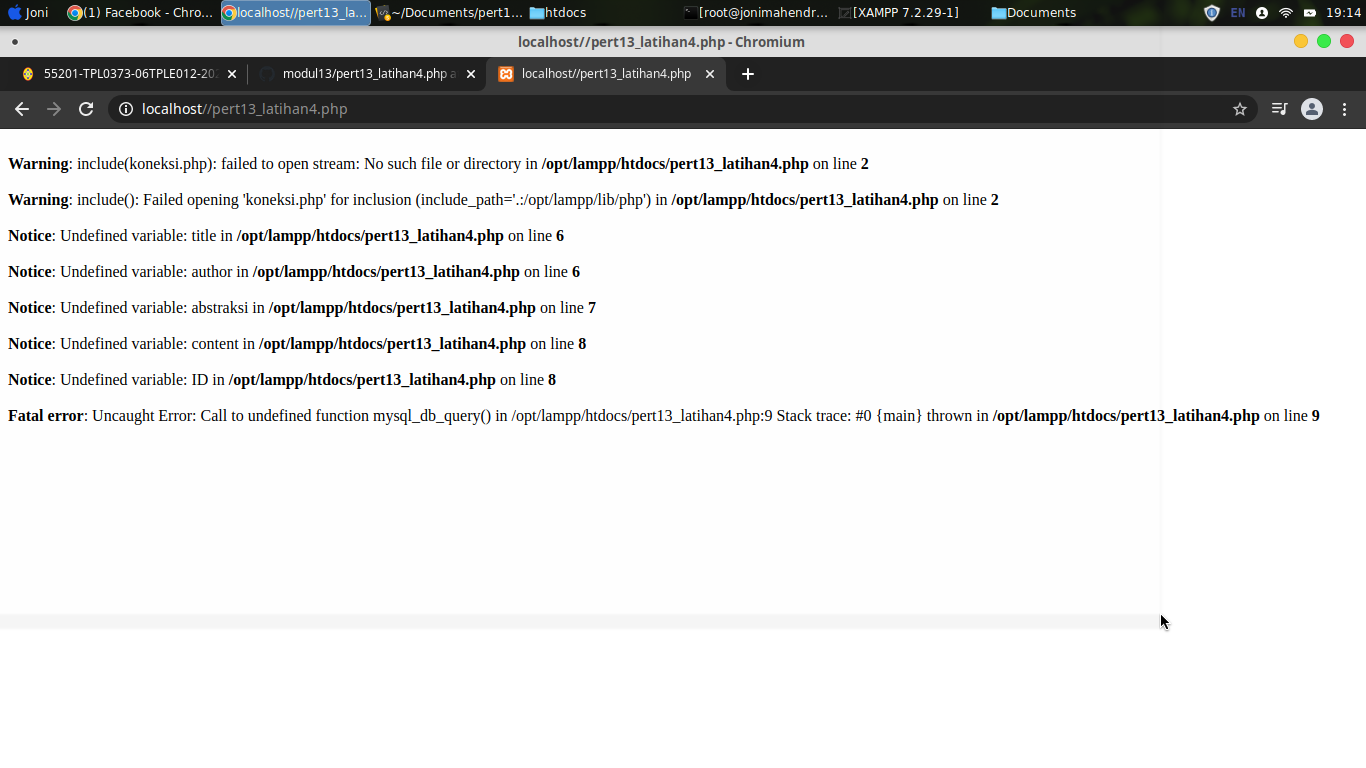 Joni (1) Facebook - Chro... localhost//pert13_la... ~/Documents/pert1... htdocs [root@jonimahendr... [XAMPP 7.2.29-1] Documents EN 19:14
localhost//pert13_latihan4.php - Chromium
55201-TPL0373-06TPLE012-202 modul13/pert13_latihan4.php a localhost//pert13_latihan4.php
localhost//pert13_latihan4.php
Warning: include(koneksi.php): failed to open stream: No such file or directory in /opt/lampp/htdocs/pert13_latihan4.php on line 2
Warning: include(): Failed opening 'koneksi.php' for inclusion (include_path='.:/opt/lampp/lib/php') in /opt/lampp/htdocs/pert13_latihan4.php on line 2
Notice: Undefined variable: title in /opt/lampp/htdocs/pert13_latihan4.php on line 6
Notice: Undefined variable: author in /opt/lampp/htdocs/pert13_latihan4.php on line 6
Notice: Undefined variable: abstraksi in /opt/lampp/htdocs/pert13_latihan4.php on line 7
Notice: Undefined variable: content in /opt/lampp/htdocs/pert13_latihan4.php on line 8
Notice: Undefined variable: ID in /opt/lampp/htdocs/pert13_latihan4.php on line 8
Fatal error: Uncaught Error: Call to undefined function mysql_db_query() in /opt/lampp/htdocs/pert13_latihan4.php:9 Stack trace: #0 {main} thrown in /opt/lampp/htdocs/pert13_latihan4.php on line 9